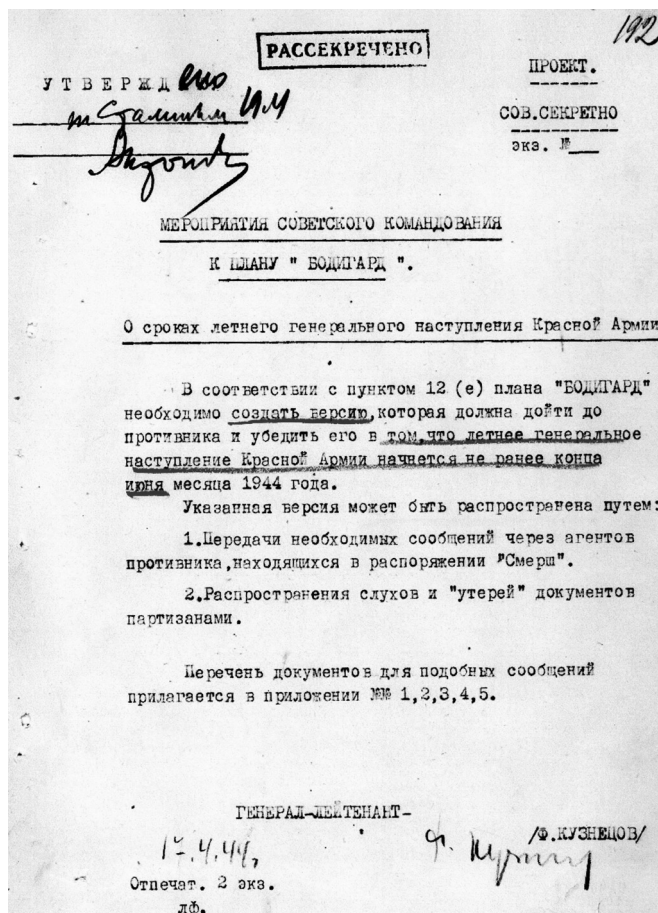 192
РАССЕКРЕЧЕНО
ПРОЕКТ.
УТВЕРЖДено
т Сталиным 19.4
СОВ.СЕКРЕТНО
экз. №___
МЕРОПРИЯТИЯ СОВЕТСКОГО КОМАНДОВАНИЯ
К ПЛАНУ " БОДИГАРД ".
О сроках летнего генерального наступления Красной Армии
В соответствии с пунктом 12 (е) плана "БОДИГАРД"
необходимо создать версию,которая должна дойти до
противника и убедить его в том,что летнее генеральное
наступление Красной Армии начнется не ранее конца
июня месяца 1944 года.
Указанная версия может быть распространена путем:
1.Передачи необходимых сообщений через агентов
противника,находящихся в распоряжении "Смерш".
2.Распространения слухов и "утерей" документов
партизанами.
Перечень документов для подобных сообщений
прилагается в приложении №№ 1,2,3,4,5.
ГЕНЕРАЛ-ЛЕЙТЕНАНТ-
/Ф.КУЗНЕЦОВ/
17.4.44,
Отпечат. 2 экз.
лф.